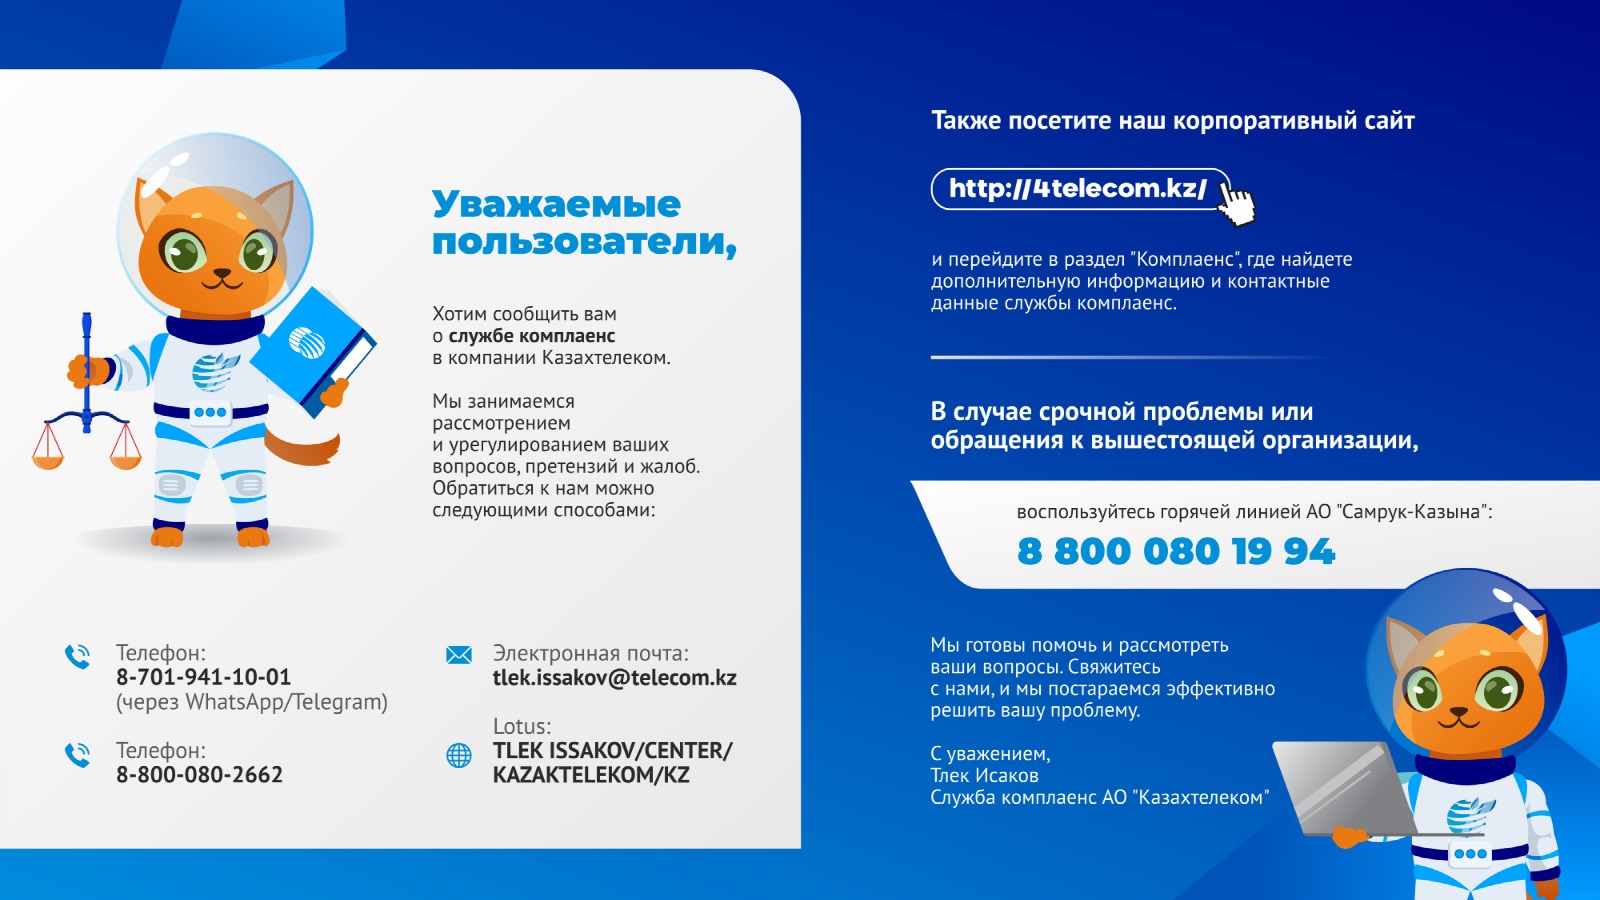 Уважаемые
пользователи,
Хотим сообщить вам
о службе комплаенс
в компании Казахтелеком.
Мы занимаемся
рассмотрением
и урегулированием ваших
вопросов, претензий и жалоб.
Обратиться к нам можно
следующими способами:
Телефон:
8-701-941-10-01
(через WhatsApp/Telegram)
Телефон:
8-800-080-2662
Электронная почта:
tlek.issakov@telecom.kz
Lotus:
TLEK ISSAKOV/CENTER/
KAZAKTELEKOM/KZ
Также посетите наш корпоративный сайт
http://4telecom.kz/
и перейдите в раздел "Комплаенс", где найдете
дополнительную информацию и контактные
данные службы комплаенс.
В случае срочной проблемы или
обращения к вышестоящей организации,
воспользуйтесь горячей линией АО "Самрук-Казына":
8 800 080 19 94
Мы готовы помочь и рассмотреть
ваши вопросы. Свяжитесь
с нами, и мы постараемся эффективно
решить вашу проблему.
С уважением,
Тлек Исаков
Служба комплаенс АО "Казахтелеком"